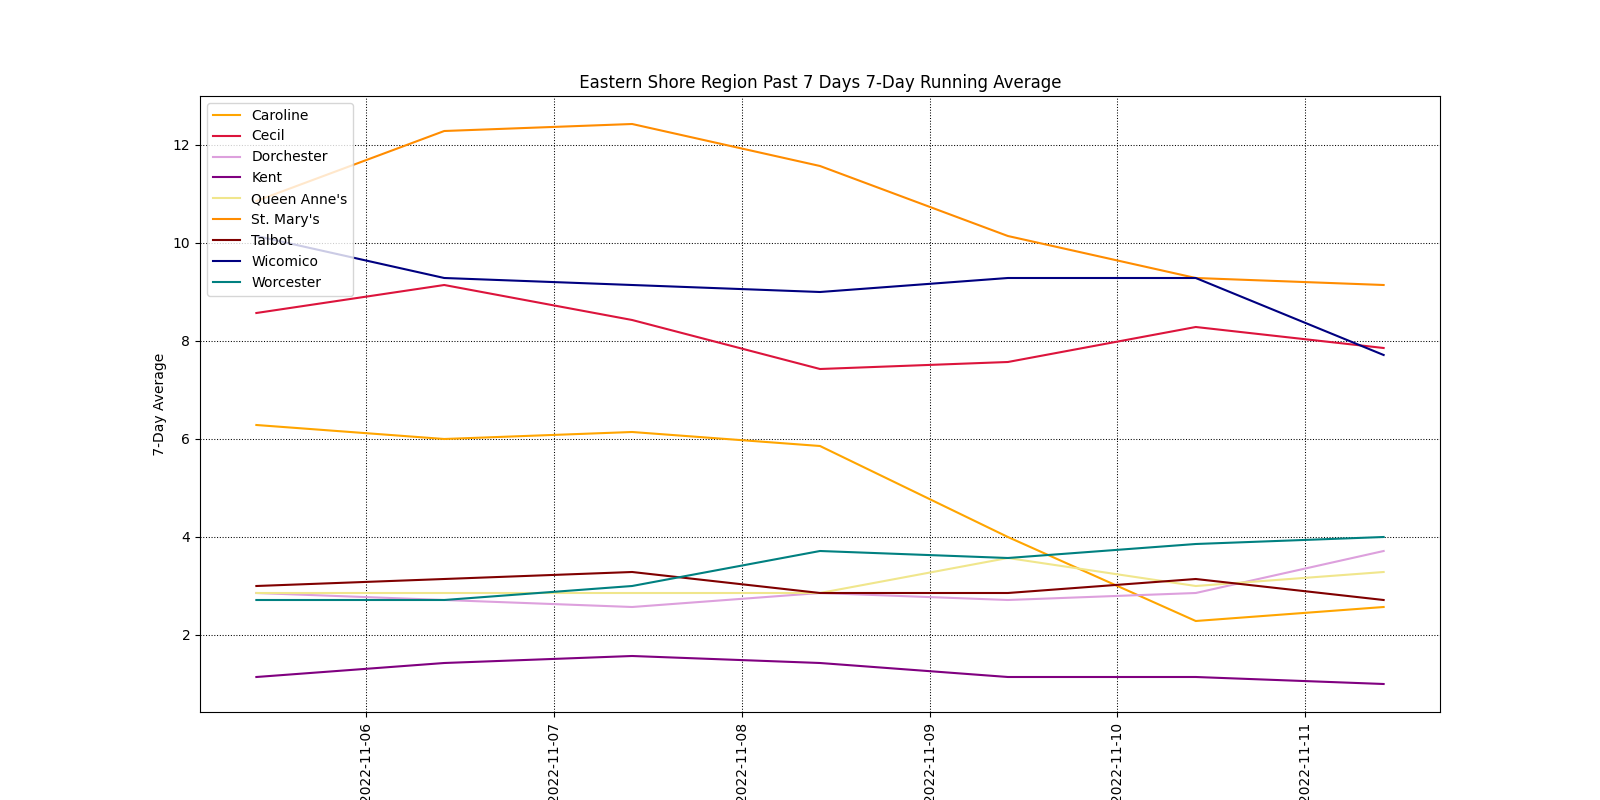 Eastern Shore Region Past 7 Days 7-Day Running Average
Caroline
Cecil
Dorchester
Kent
Queen Anne's
St. Mary's
Talbot
Wicomico
Worcester
12
10
8
6
4
2
7-Day Average
2022-11-06
2022-11-07
2022-11-08
2022-11-09
2022-11-10
2022-11-11